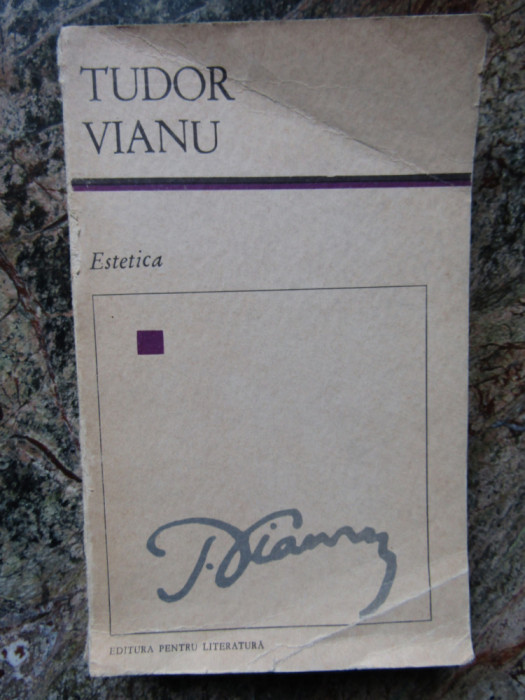 TUDOR
VIANU
Estetica
T. Vianu
EDITURA PENTRU LITERATURĂ